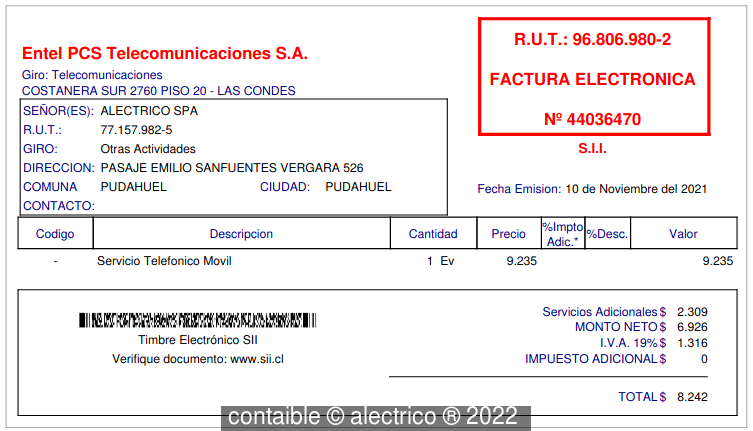 Entel PCS Telecomunicaciones S.A.
Giro: Telecomunicaciones
COSTANERA SUR 2760 PISO 20 - LAS CONDES
R.U.T.: 96.806.980-2
FACTURA ELECTRONICA
Nº 44036470
S.I.I.
SEÑOR(ES): ALECTRICO SPA
R.U.T.: 77.157.982-5
GIRO: Otras Actividades
DIRECCION: PASAJE EMILIO SANFUENTES VERGARA 526
COMUNA PUDAHUEL CIUDAD: PUDAHUEL
CONTACTO:
Fecha Emision: 10 de Noviembre del 2021
Codigo Descripcion Cantidad Precio %Impto Adic.* %Desc. Valor
- Servicio Telefonico Movil 1 Ev 9.235 9.235
Timbre Electrónico SII
Verifique documento: www.sii.cl
Servicios Adicionales $ 2.309
MONTO NETO $ 6.926
I.V.A. 19% $ 1.316
IMPUESTO ADICIONAL $ 0
TOTAL $ 8.242
contaible © alectrico ® 2022